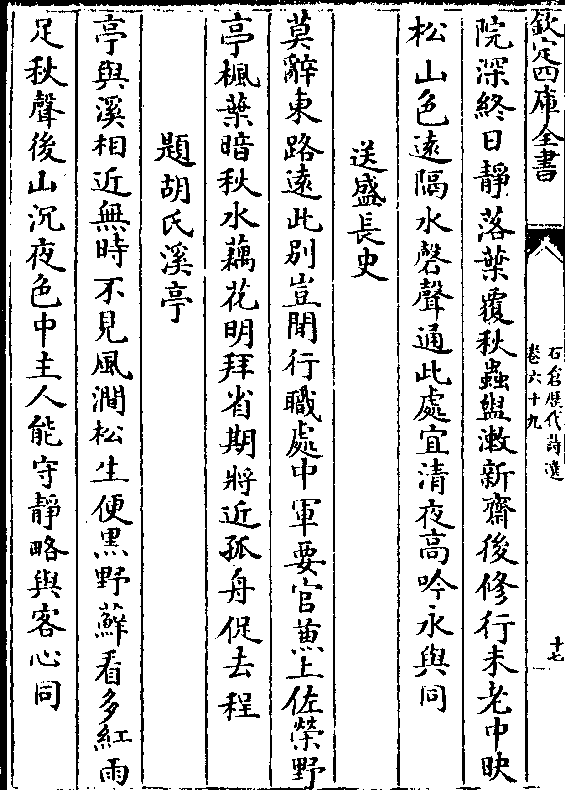 欽定四庫全書
石倉歷代詩選
卷六十九
十七
院深終日靜落葉覆秋蟲盥漱新齋後修行未老中映
松山色遠隔水磬聲通此處宜清夜高吟永與同
送盛長史
莫辭東路遠此別豈閒行職處中軍要官蕙上佐榮野
亭楓葉暗秋水藕花明拜省期將近孤舟促去程
題胡氏溪亭
亭與溪相近無時不見風澗松生便黒野蘚看多紅雨
足秋聲後山沉夜色中主人能守靜略與客心同